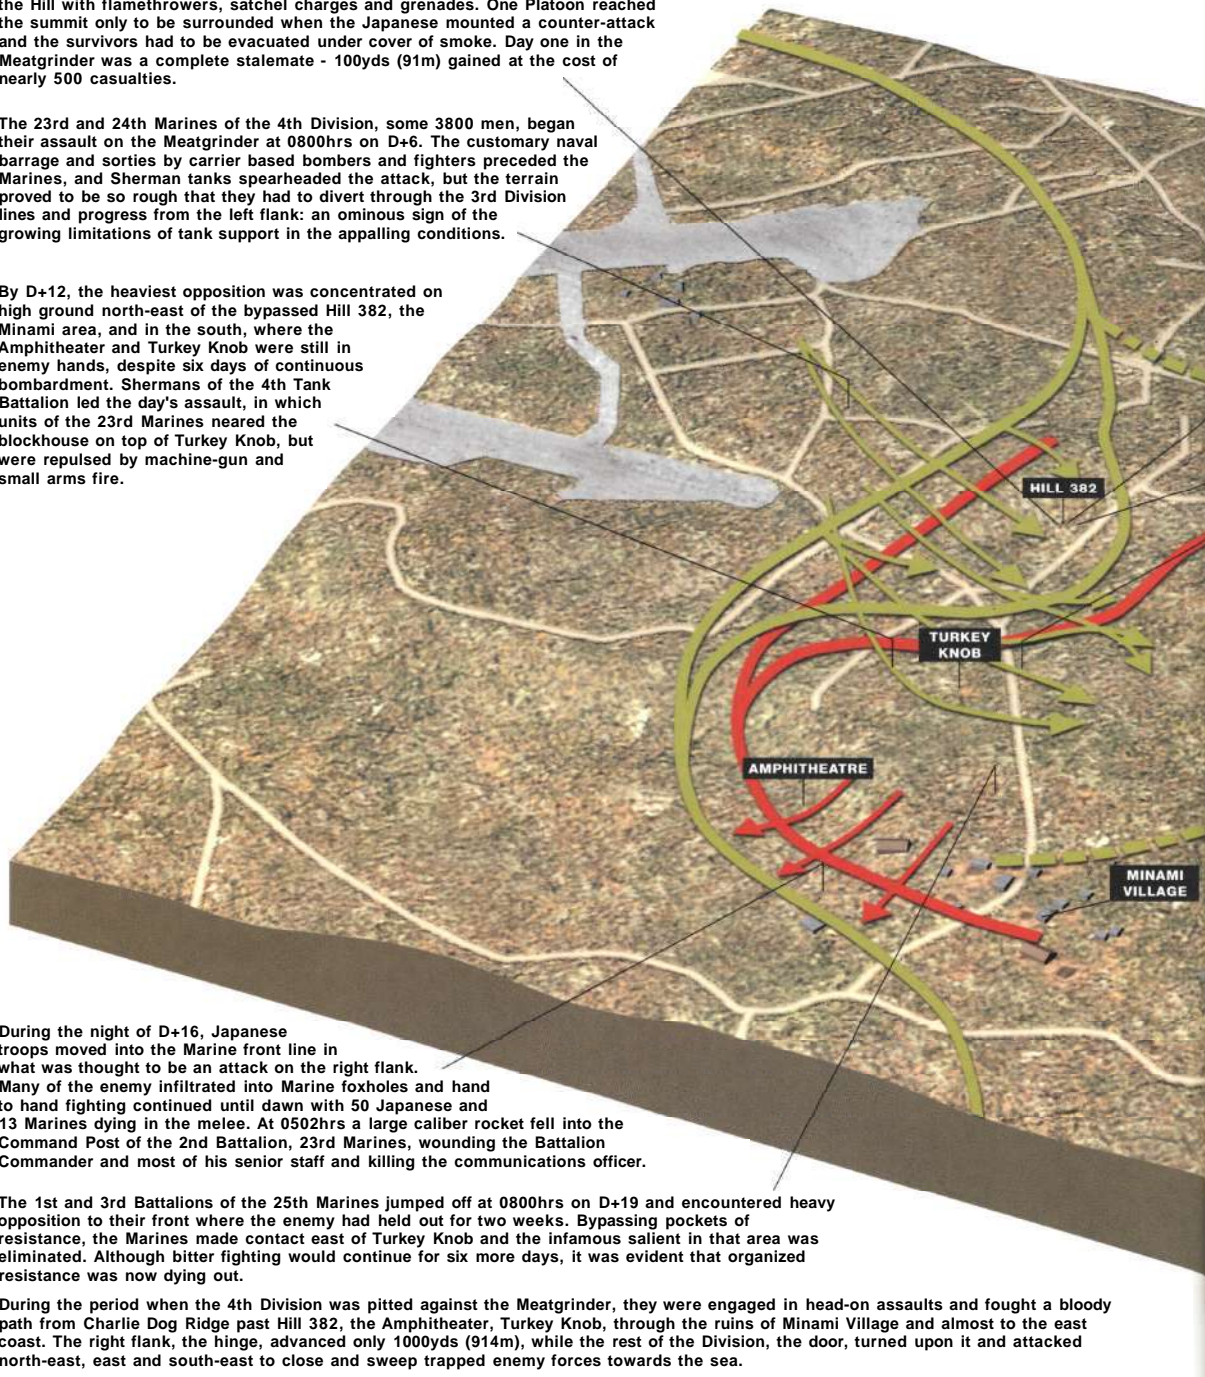 the Hill with flamethrowers, satchel charges and grenades. One Platoon reached
the summit only to be surrounded when the Japanese mounted a counter-attack
and the survivors had to be evacuated under cover of smoke. Day one in the
Meatgrinder was a complete stalemate - 100yds (91m) gained at the cost of
nearly 500 casualties.
The 23rd and 24th Marines of the 4th Division, some 3800 men, began
their assault on the Meatgrinder at 0800hrs on D+6. The customary naval
barrage and sorties by carrier based bombers and fighters preceded the
Marines, and Sherman tanks spearheaded the attack, but the terrain
proved to be so rough that they had to divert through the 3rd Division
lines and progress from the left flank: an ominous sign of the
growing limitations of tank support in the appalling conditions.
By D+12, the heaviest opposition was concentrated on
high ground north-east of the bypassed Hill 382, the
Minami area, and in the south, where the
Amphitheater and Turkey Knob were still in
enemy hands, despite six days of continuous
bombardment. Shermans of the 4th Tank
Battalion led the day's assault, in which
units of the 23rd Marines neared the
blockhouse on top of Turkey Knob, but
were repulsed by machine-gun and
small arms fire.
HILL 382
TURKEY
KNOB
AMPHITHEATRE
MINAMI
VILLAGE
During the night of D+16, Japanese
troops moved into the Marine front line in
what was thought to be an attack on the right flank.
Many of the enemy infiltrated into Marine foxholes and hand
to hand fighting continued until dawn with 50 Japanese and
13 Marines dying in the melee. At 0502hrs a large caliber rocket fell into the
Command Post of the 2nd Battalion, 23rd Marines, wounding the Battalion
Commander and most of his senior staff and killing the communications officer.
The 1st and 3rd Battalions of the 25th Marines jumped off at 0800hrs on D+19 and encountered heavy
opposition to their front where the enemy had held out for two weeks. Bypassing pockets of
resistance, the Marines made contact east of Turkey Knob and the infamous salient in that area was
eliminated. Although bitter fighting would continue for six more days, it was evident that organized
resistance was now dying out.
During the period when the 4th Division was pitted against the Meatgrinder, they were engaged in head-on assaults and fought a bloody
path from Charlie Dog Ridge past Hill 382, the Amphitheater, Turkey Knob, through the ruins of Minami Village and almost to the east
coast. The right flank, the hinge, advanced only 1000yds (914m), while the rest of the Division, the door, turned upon it and attacked
north-east, east and south-east to close and sweep trapped enemy forces towards the sea.